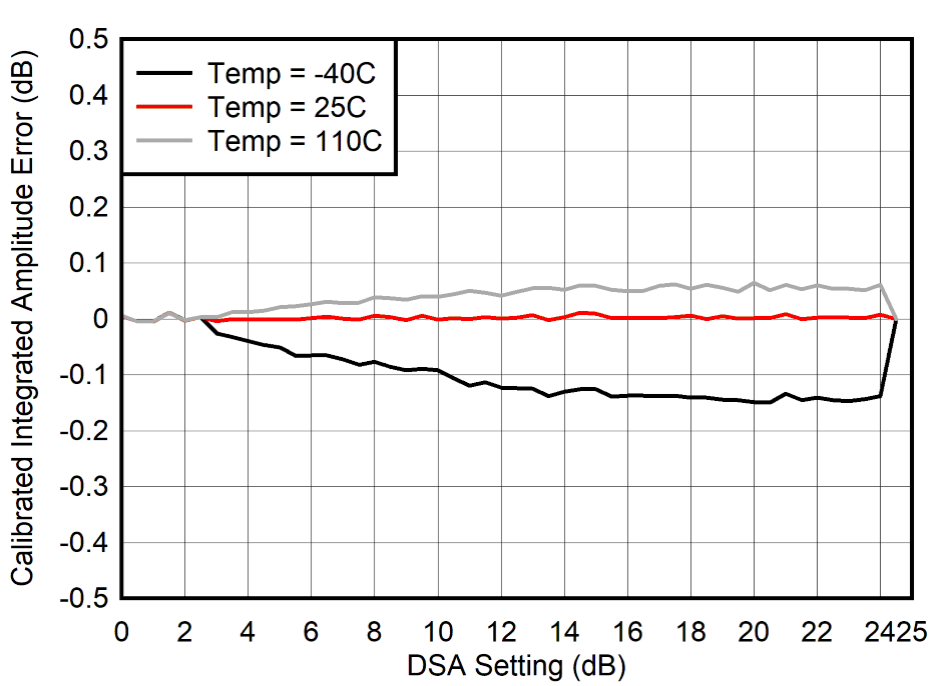 Calibrated Integrated Amplitude Error (dB)
0.5
0.4
0.3
0.2
0.1
0
-0.1
-0.2
-0.3
-0.4
-0.5
Temp = -40C
Temp = 25C
Temp = 110C
0 2 4 6 8 10 12 14 16 18 20 22 2425
DSA Setting (dB)